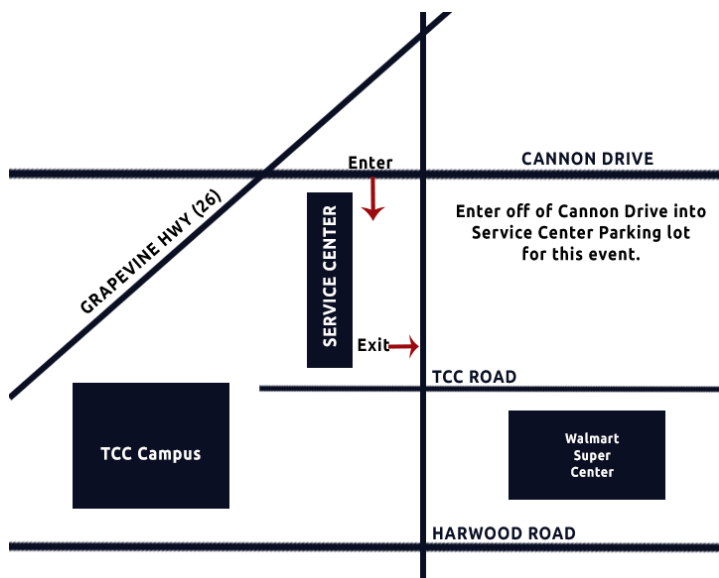 Enter
CANNON DRIVE
GRAPEVINE HWY (26)
SERVICE CENTER
Enter off of Cannon Drive into
Service Center Parking lot
for this event.
Exit
TCC ROAD
TCC Campus
Walmart
Super
Center
HARWOOD ROAD